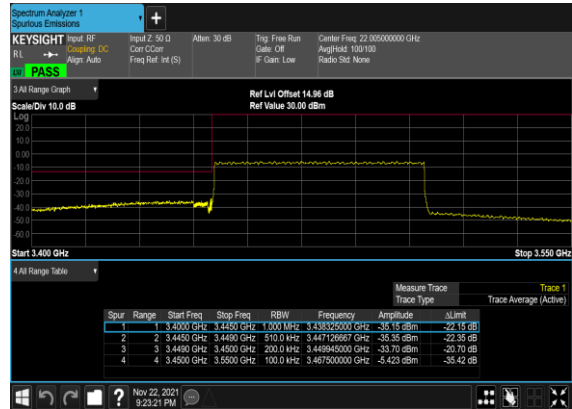 Spectrum Analyzer 1
Spurious Emissions
KEYSIGHT Input: RF Input Z: 50 Ω Atten: 30 dB Trig: Free Run Center Freq: 22.005000000 GHz
RL Coupling: DC Corr CCorr Gate: Off Avg|Hold: 100/100
Align: Auto Freq Ref: Int (S) IF Gain: Low Radio Std: None
LXI PASS
3 All Range Graph
Ref Lvl Offset 14.96 dB
Scale/Div 10.0 dB Ref Value 30.00 dBm
Log
20.0
10.0
0.00
-10.0
-20.0
-30.0
-40.0
-50.0
-60.0
Start 3.400 GHz Stop 3.550 GHz
4 All Range Table
Measure Trace Trace 1
Trace Type Trace Average (Active)
Spur Range Start Freq Stop Freq RBW Frequency Amplitude ΔLimit
1 1 3.4000 GHz 3.4450 GHz 1.000 MHz 3.438325000 GHz -35.15 dBm -22.15 dB
2 2 3.4450 GHz 3.4490 GHz 510.0 kHz 3.447126667 GHz -35.35 dBm -22.35 dB
3 3 3.4490 GHz 3.4500 GHz 200.0 kHz 3.449945000 GHz -33.70 dBm -20.70 dB
4 4 3.4500 GHz 3.5500 GHz 100.0 kHz 3.467500000 GHz -5.423 dBm -35.42 dB
? Nov 22, 2021
9:23:21 PM